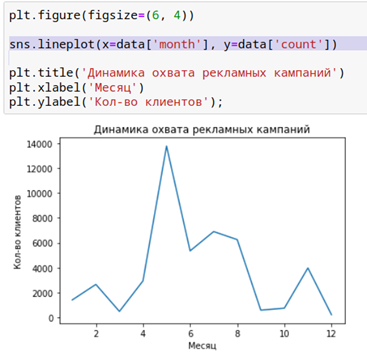 plt.figure(figsize=(6, 4))
sns.lineplot(x=data['month'], y=data['count'])
plt.title('Динамика охвата рекламных кампаний')
plt.xlabel('Месяц')
plt.ylabel('Кол-во клиентов');
Динамика охвата рекламных кампаний
14000
12000
10000
8000
6000
4000
2000
0
Кол-во клиентов
2 4 6 8 10 12
Месяц